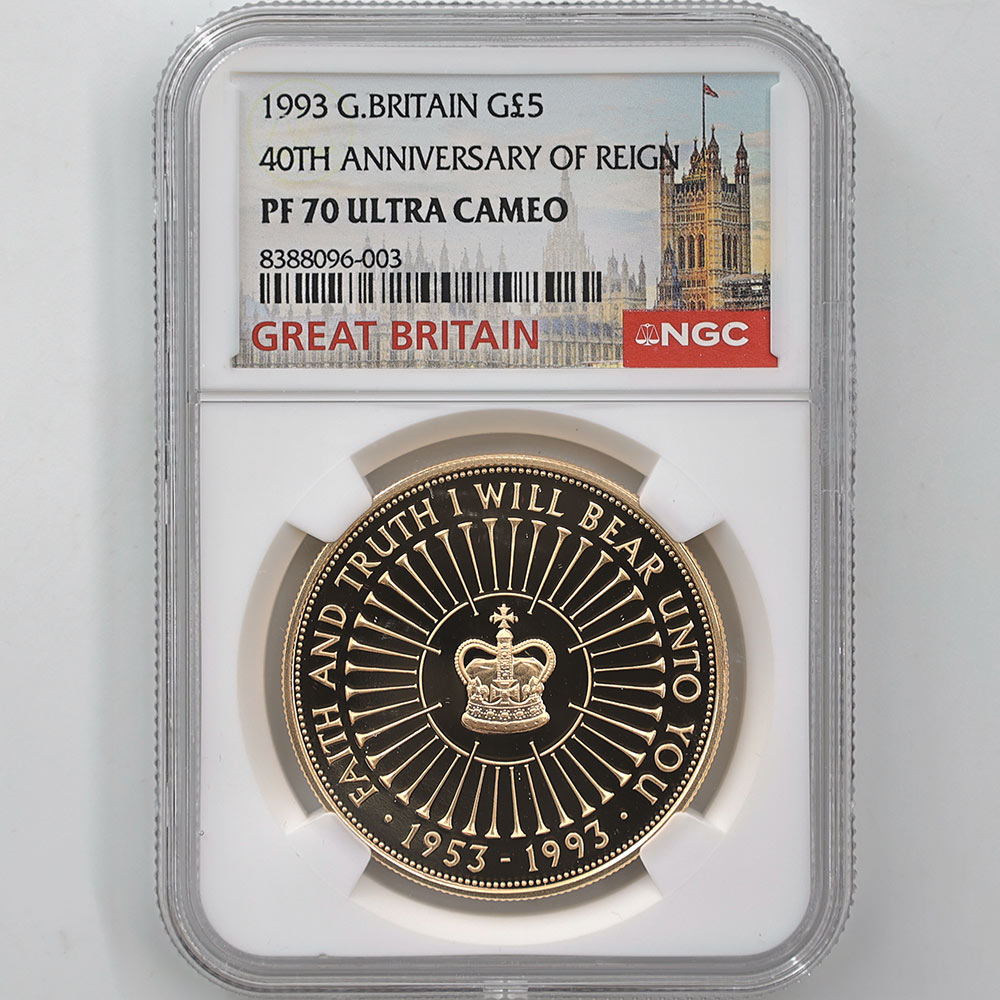 1993 G.BRITAIN G£5
40TH ANNIVERSARY OF REIGN
PF 70 ULTRA CAMEO
8388096-003
GREAT BRITAIN
NGC
FAITH AND TRUTH I WILL BEAR UNTO YOU
· 1953 - 1993 ·